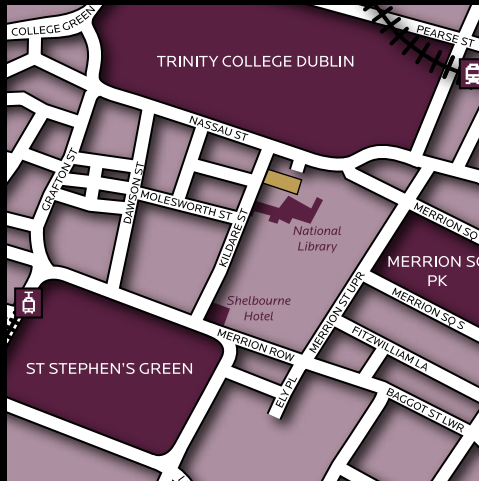 COLLEGE GREEN
PEARSE ST
TRINITY COLLEGE DUBLIN
NASSAU ST
GRAFTON ST
DAWSON ST
MOLESWORTH ST
KILDARE ST
National
Library
MERRION SQ
MERRION SQ
PK
MERRION SQ S
MERRION ST UPR
Shelbourne
Hotel
MERRION ROW
FITZWILLIAM LA
ST STEPHEN'S GREEN
ELY PL
BAGGOT ST LWR